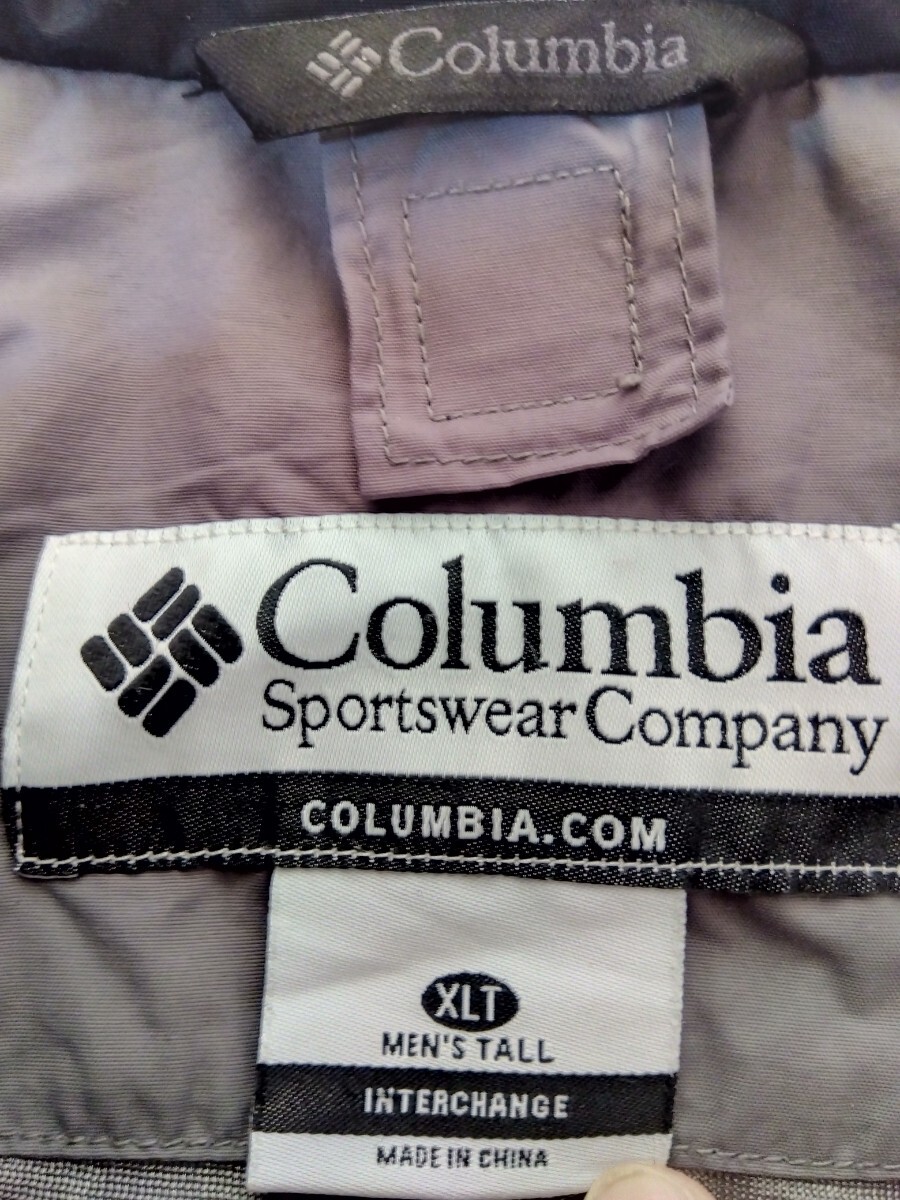 Columbia
Columbia
Sportswear Company
COLUMBIA.COM
XLT
MEN'S TALL
INTERCHANGE
MADE IN CHINA